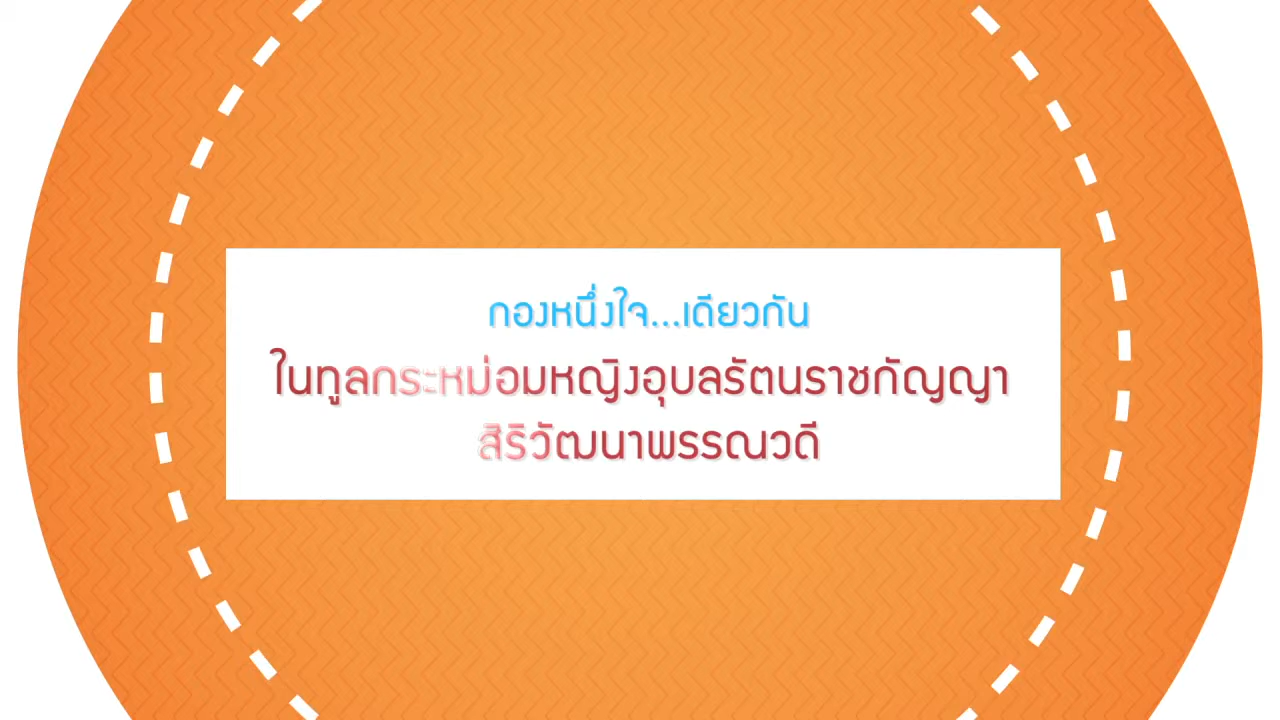 กองหนึ่งใจ...เดียวกัน
ในทูลกระหม่อมหญิงอุบลรัตนราชกัญญา
สิริวัฒนาพรรณวดี